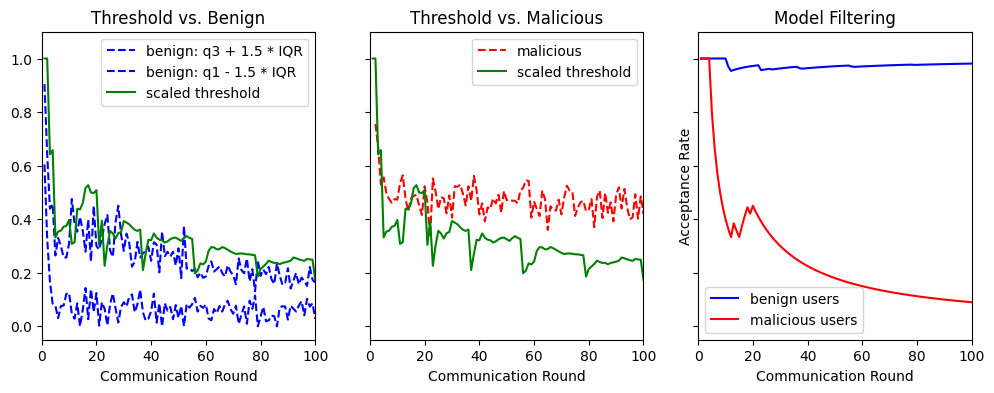 Threshold vs. Benign
benign: q3 + 1.5 * IQR
benign: q1 - 1.5 * IQR
scaled threshold
1.0
0.8
0.6
0.4
0.2
0.0
0 20 40 60 80 100
Communication Round
Threshold vs. Malicious
malicious
scaled threshold
0 20 40 60 80 100
Communication Round
Model Filtering
Acceptance Rate
benign users
malicious users
0 20 40 60 80 100
Communication Round